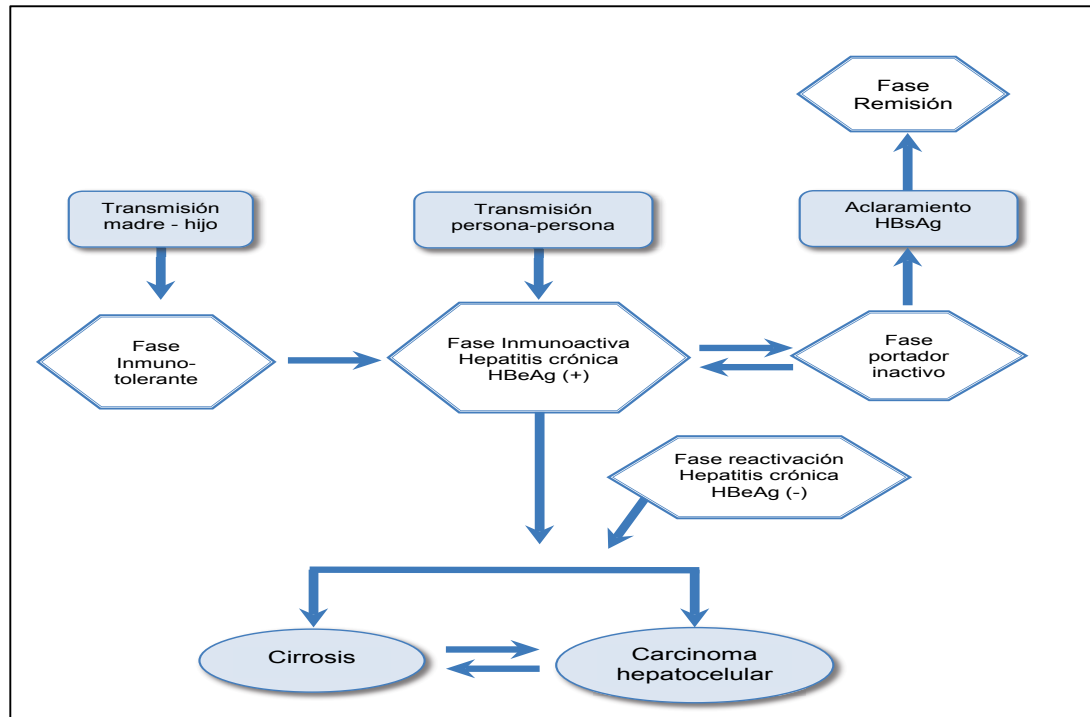 Fase
Remisión
Transmisión
madre - hijo
Transmisión
persona-persona
Aclaramiento
HBsAg
Fase
Inmuno-
tolerante
Fase Inmunoactiva
Hepatitis crónica
HBeAg (+)
Fase
portador
inactivo
Fase reactivación
Hepatitis crónica
HBeAg (-)
Cirrosis
Carcinoma
hepatocelular